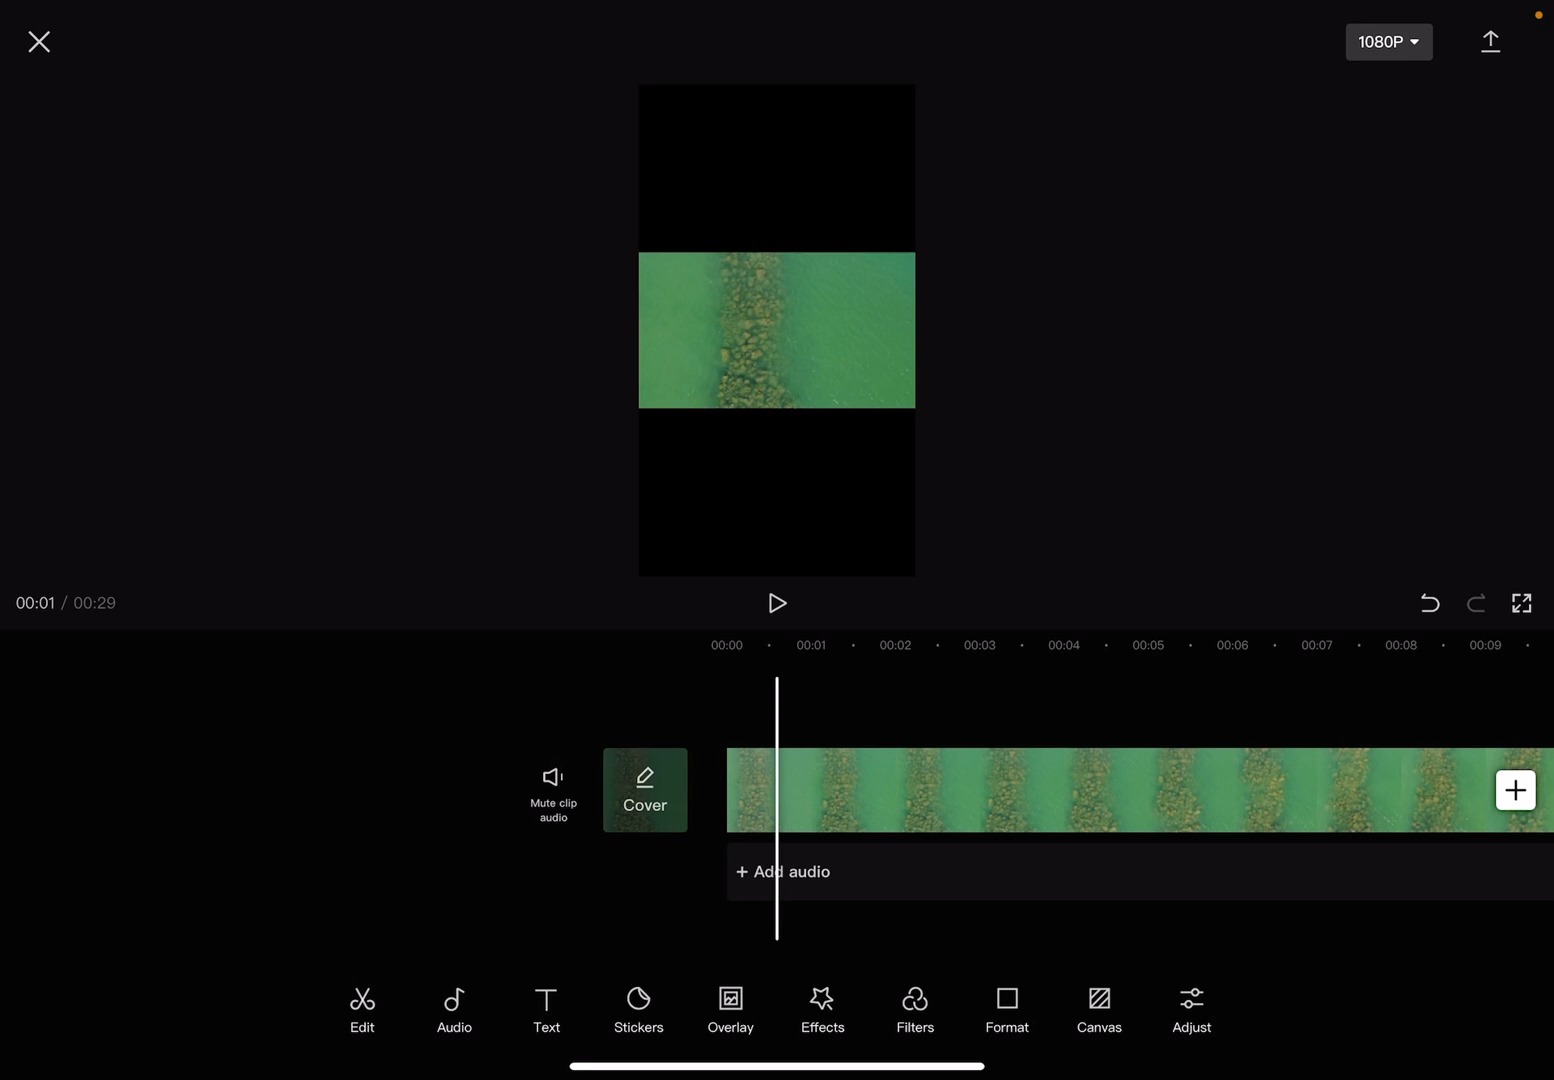 1080P
00:01 / 00:29
00:00 00:01 00:02 00:03 00:04 00:05 00:06 00:07 00:08 00:09
Mute clip
audio
Cover
+ Add audio
Edit Audio Text Stickers Overlay Effects Filters Format Canvas Adjust